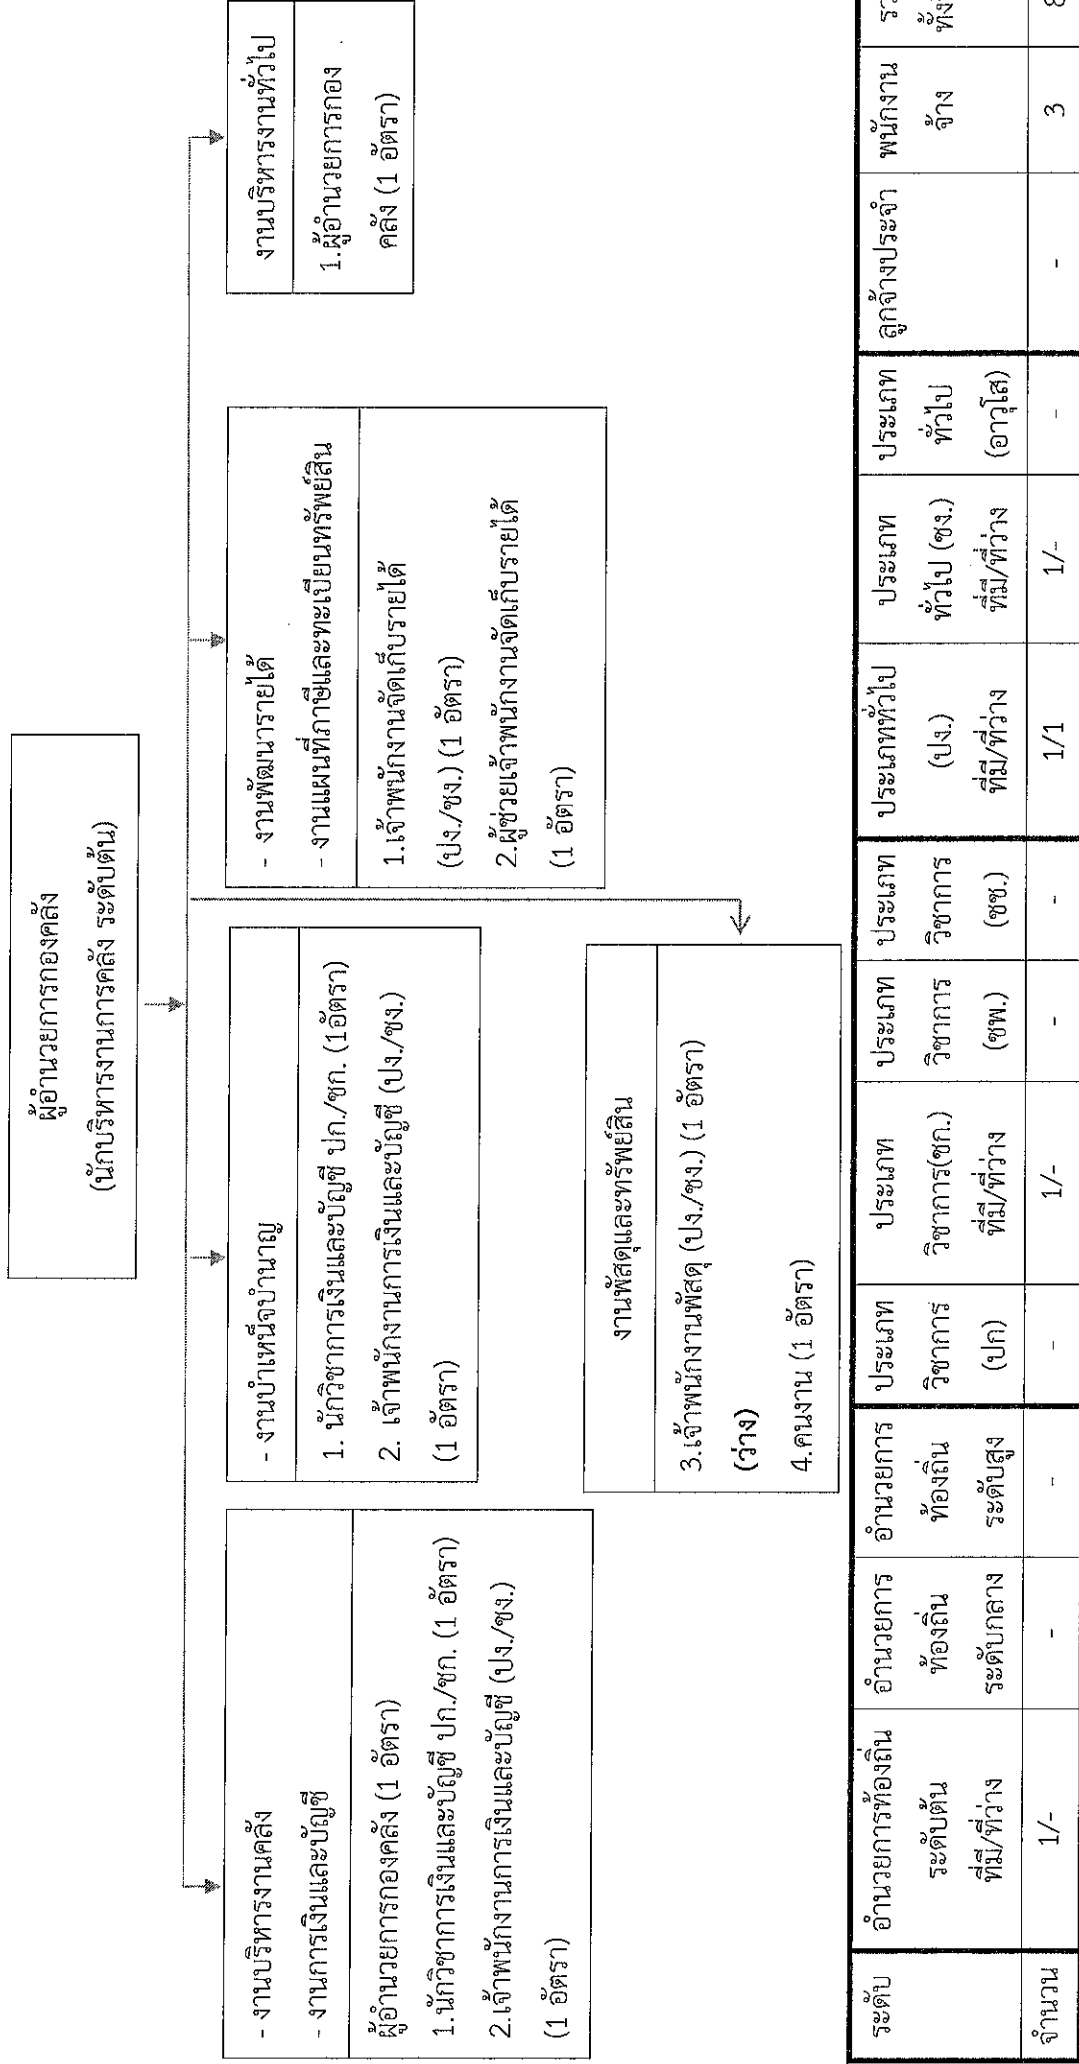 ผู้อำนวยการกองคลัง
(นักบริหารงานการคลัง ระดับต้น)
- งานบริหารงานคลัง
- งานการเงินและบัญชี
ผู้อำนวยการกองคลัง (1 อัตรา)
1.นักวิชาการเงินและบัญชี ปก./ชก. (1 อัตรา)
2.เจ้าพนักงานการเงินและบัญชี (ปง./ชง.)
(1 อัตรา)
- งานบำเหน็จบำนาญ
1. นักวิชาการเงินและบัญชี ปก./ชก. (1อัตรา)
2. เจ้าพนักงานการเงินและบัญชี (ปง./ชง.)
(1 อัตรา)
- งานพัฒนารายได้
- งานแผนที่ภาษีและทะเบียนทรัพย์สิน
1.เจ้าพนักงานจัดเก็บรายได้
(ปง./ชง.) (1 อัตรา)
2.ผู้ช่วยเจ้าพนักงานจัดเก็บรายได้
(1 อัตรา)
งานบริหารงานทั่วไป
1.ผู้อำนวยการกอง
คลัง (1 อัตรา)
งานพัสดุและทรัพย์สิน
3.เจ้าพนักงานพัสดุ (ปง./ชง.) (1 อัตรา)
(ว่าง)
4.คนงาน (1 อัตรา)
ระดับ อำนวยการท้องถิ่น อำนวยการ อำนวยการ ประเภท ประเภท ประเภท ประเภท ประเภททั่วไป ประเภท ประเภท ลูกจ้างประจำ พนักงาน
ระดับต้น ท้องถิ่น ท้องถิ่น วิชาการ วิชาการ(ชก.) วิชาการ วิชาการ (ปง.) ทั่วไป (ชง.) ทั่วไป จ้าง
ที่มี/ที่ว่าง ระดับกลาง ระดับสูง (ปก) ที่มี/ที่ว่าง (ชพ.) (ชช.) ที่มี/ที่ว่าง ที่มี/ที่ว่าง (อาวุโส)
จำนวน 1/- - - - 1/- - - 1/1 1/- - - 3 8